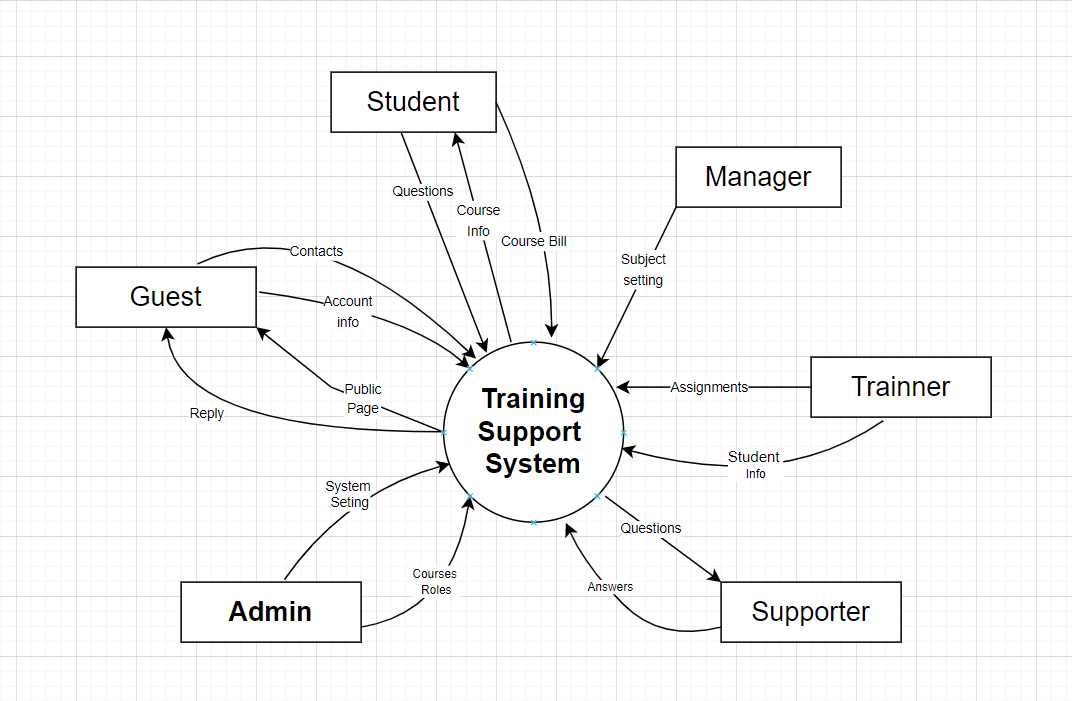 Student
Manager
Questions
Course
Info
Course Bill
Contacts
Subject
setting
Guest
Account
info
Public
Page
Reply
Training
Support
System
Trainner
Assignments
Student
Info
System
Seting
Questions
Courses
Roles
Answers
Admin
Supporter